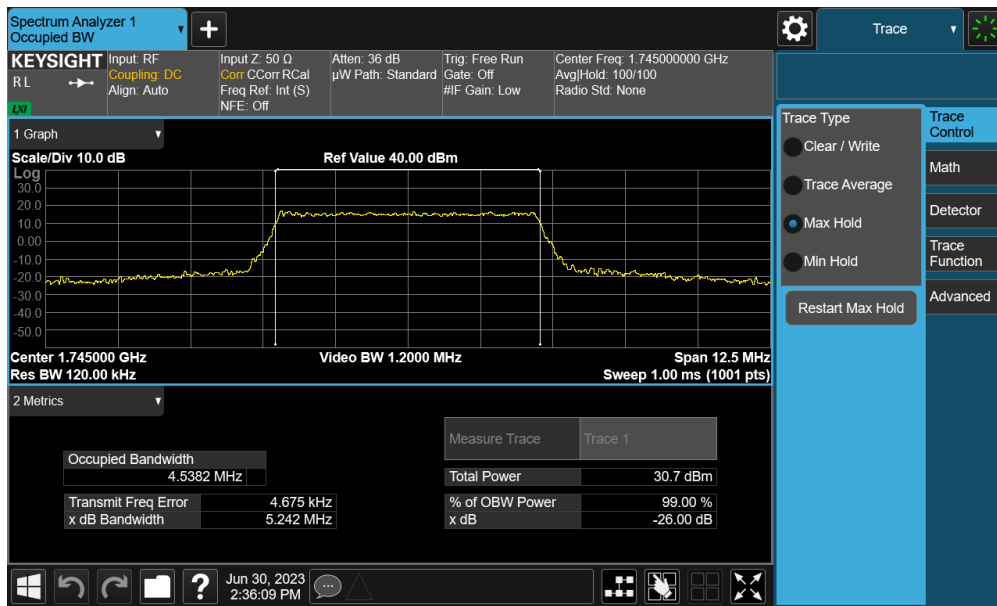 Spectrum Analyzer 1
Occupied BW
Trace
KEYSIGHT Input: RF Input Z: 50 Ω Atten: 36 dB Trig: Free Run Center Freq: 1.745000000 GHz
R L Coupling: DC Corr CCorr RCal µW Path: Standard Gate: Off Avg|Hold: 100/100
Align: Auto Freq Ref: Int (S) #IF Gain: Low Radio Std: None
LXI NFE: Off
1 Graph
Scale/Div 10.0 dB Ref Value 40.00 dBm
Log
30.0
20.0
10.0
0.00
-10.0
-20.0
-30.0
-40.0
-50.0
Center 1.745000 GHz Video BW 1.2000 MHz Span 12.5 MHz
Res BW 120.00 kHz Sweep 1.00 ms (1001 pts)
2 Metrics
Measure Trace Trace 1
Occupied Bandwidth
4.5382 MHz
Total Power 30.7 dBm
Transmit Freq Error 4.675 kHz % of OBW Power 99.00 %
x dB Bandwidth 5.242 MHz x dB -26.00 dB
Trace Type
Clear / Write
Trace Average
Max Hold
Min Hold
Restart Max Hold
Trace
Control
Math
Detector
Trace
Function
Advanced
?
Jun 30, 2023
2:36:09 PM